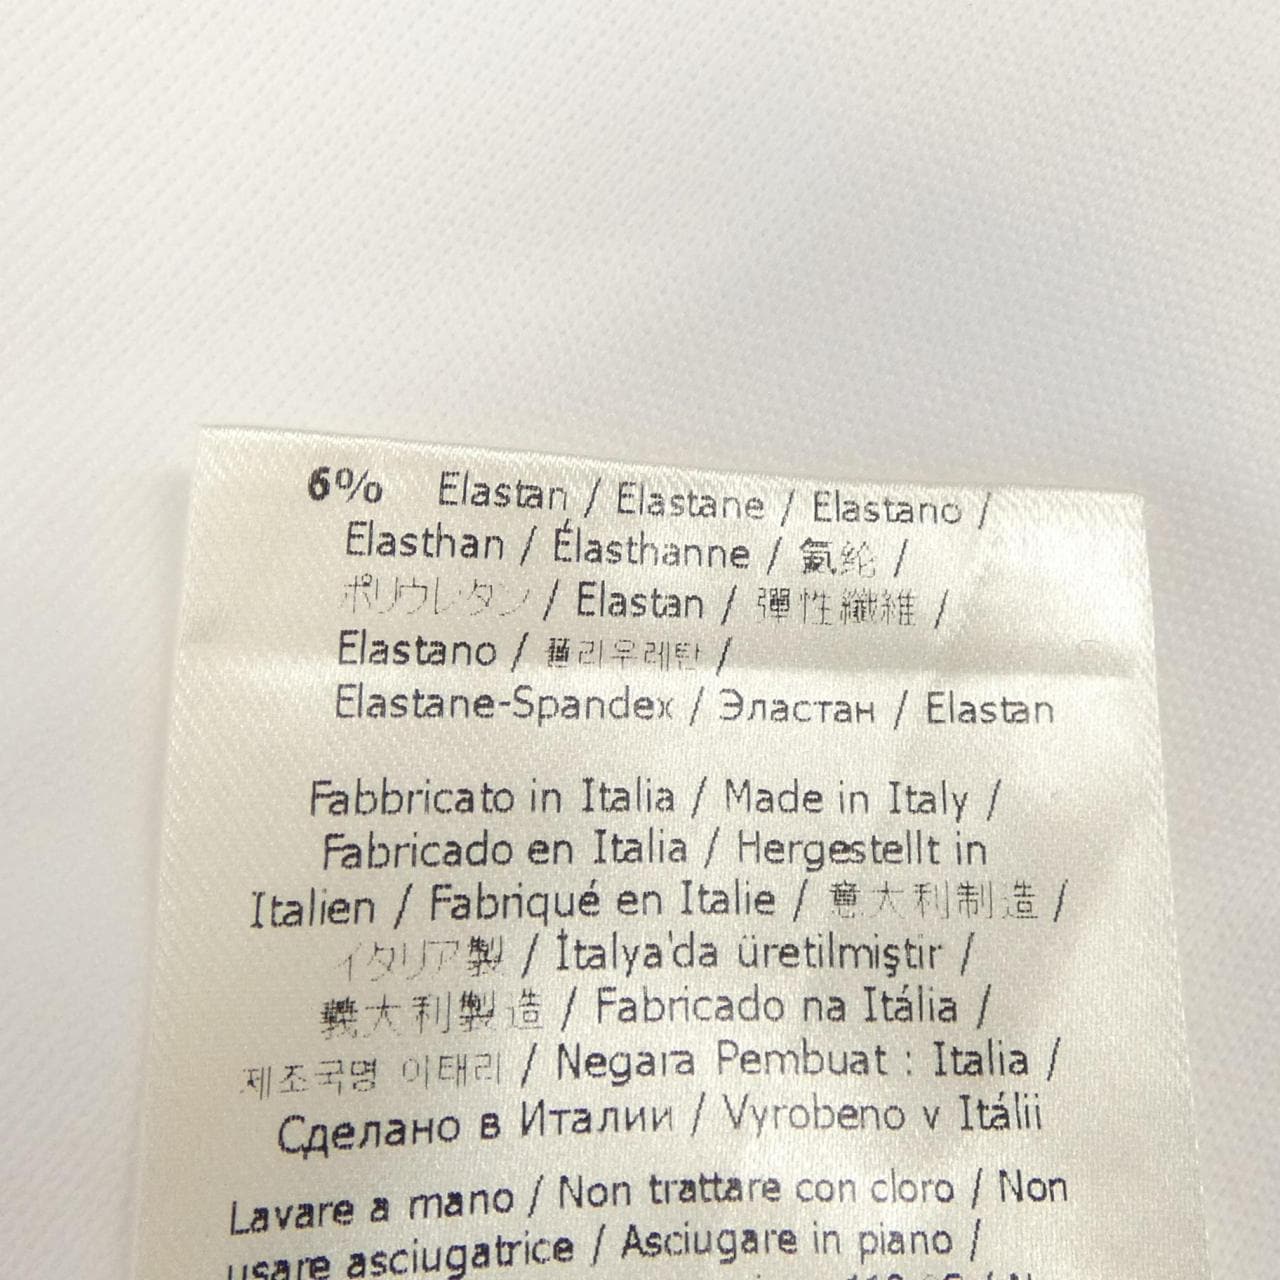 6% Elastan / Elastane / Elastano /
Elasthan / Élasthanne / 氨纶 /
ポリウレタン / Elastan / 彈性纖維 /
Elastano / 폴리우레탄 /
Elastane-Spandex / Эластан / Elastan
Fabbricato in Italia / Made in Italy /
Fabricado en Italia / Hergestellt in
Italien / Fabriqué en Italie / 意大利制造 /
イタリア製 / İtalya'da üretilmiştir /
義大利製造 / Fabricado na Itália /
제조국명 이태리 / Negara Pembuat : Italia /
Сделано в Италии / Vyrobeno v Itálii
Lavare a mano / Non trattare con cloro / Non
usare asciugatrice / Asciugare in piano /